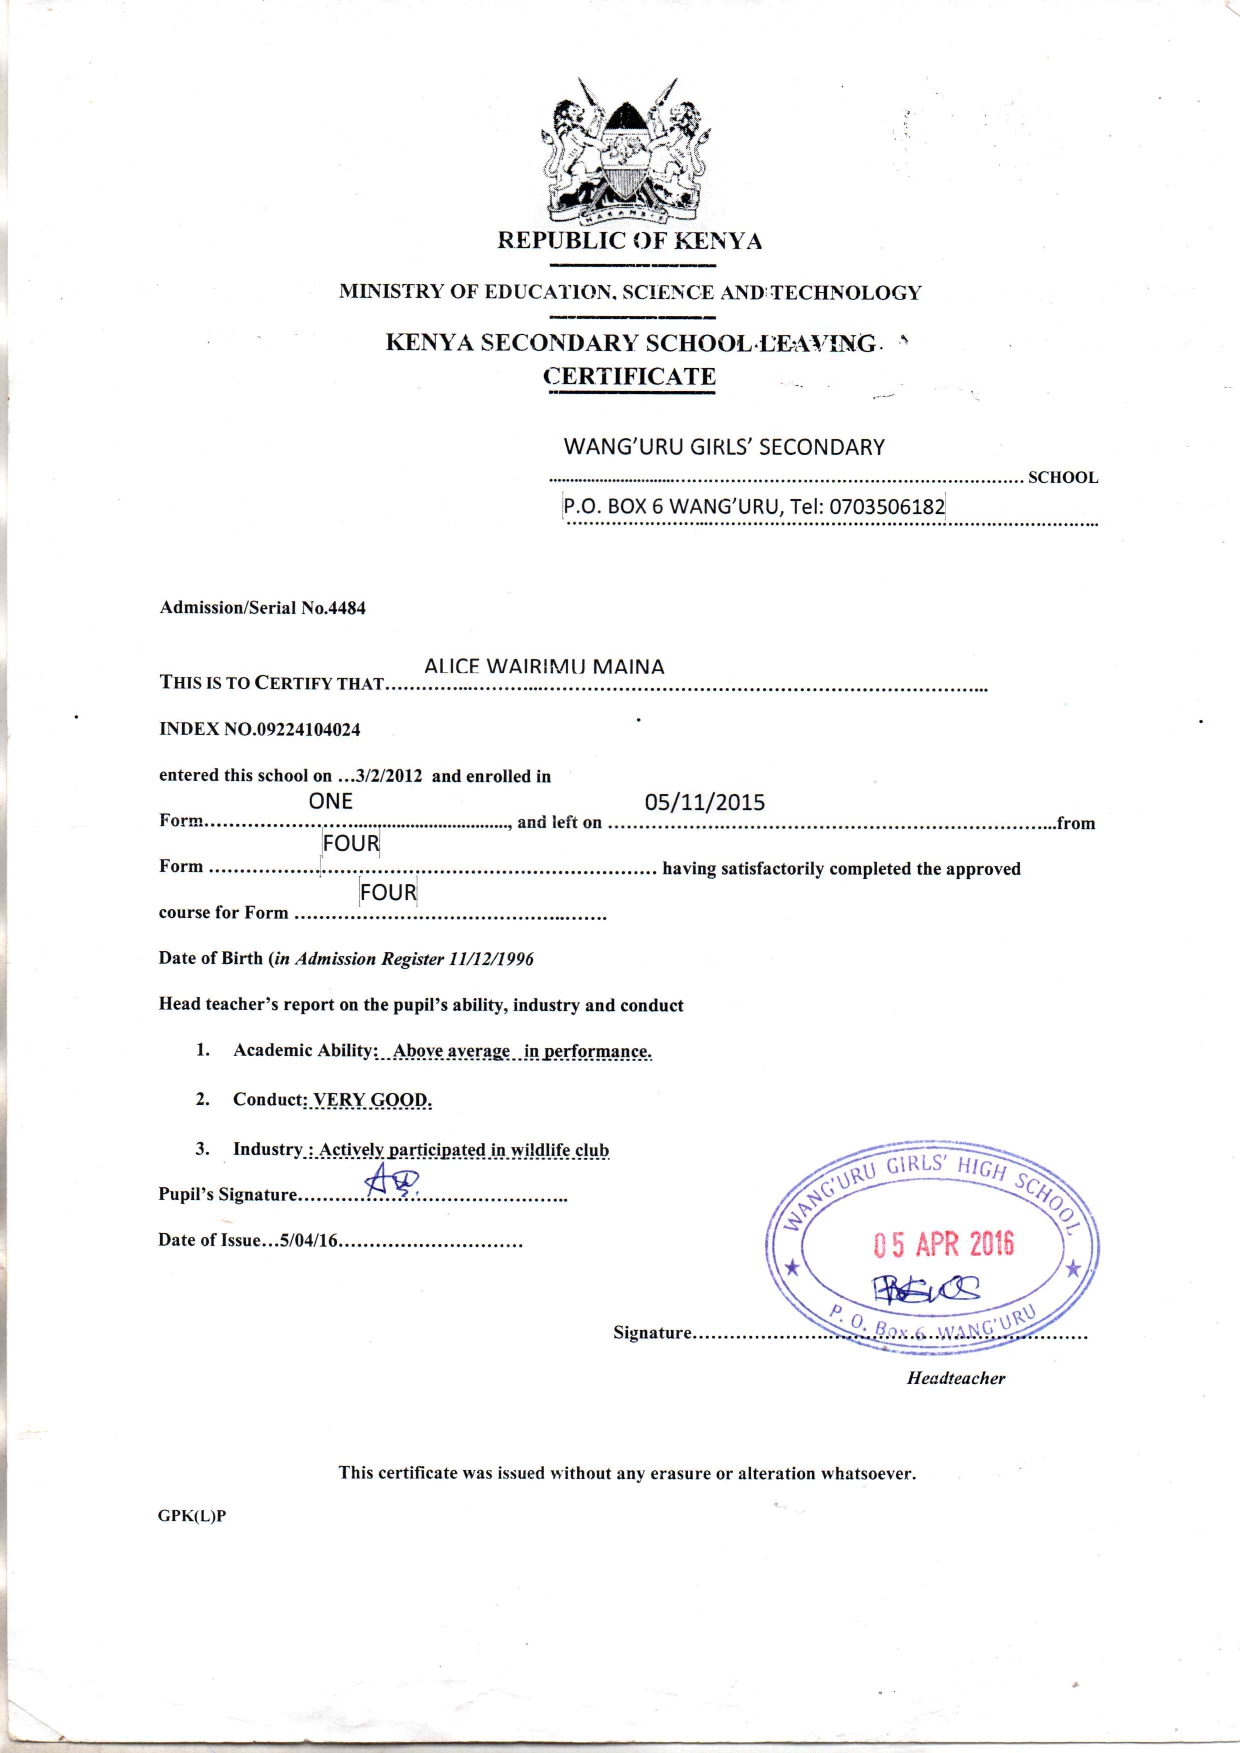 HARAMBEE
REPUBLIC OF KENYA
MINISTRY OF EDUCATION, SCIENCE AND TECHNOLOGY
KENYA SECONDARY SCHOOL LEAVING
CERTIFICATE
WANG'URU GIRLS' SECONDARY
.................................................................................... SCHOOL
P.O. BOX 6 WANG'URU, Tel: 0703506182
Admission/Serial No.4484
ALICE WAIRIMU MAINA
THIS IS TO CERTIFY THAT....................................................................................................
INDEX NO.09224104024
entered this school on ...3/2/2012 and enrolled in
ONE 05/11/2015
Form..................................................., and left on ...........................................................................from
FOUR
Form .......................................................................... having satisfactorily completed the approved
FOUR
course for Form ....................................................
Date of Birth (in Admission Register 11/12/1996
Head teacher's report on the pupil's ability, industry and conduct
1. Academic Ability: Above average in performance.
2. Conduct: VERY GOOD.
3. Industry : Actively participated in wildlife club
Pupil's Signature.............................................
Date of Issue...5/04/16..............................
WANG'URU GIRLS' HIGH SCHOOL
05 APR 2016
P. O. Box 6 WANG'URU
Signature.................................................................
Headteacher
This certificate was issued without any erasure or alteration whatsoever.
GPK(L)P